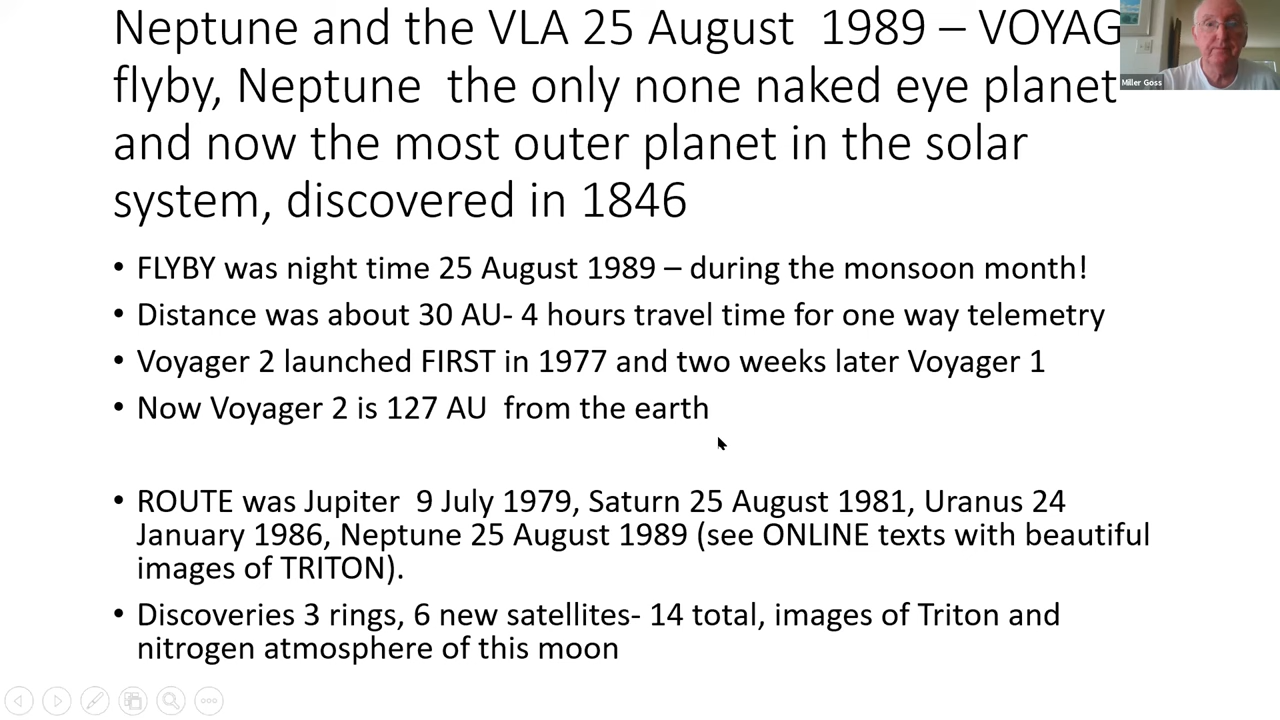 Neptune and the VLA 25 August 1989 – VOYAG
flyby, Neptune the only none naked eye planet
and now the most outer planet in the solar
system, discovered in 1846
Miller Goss
• FLYBY was night time 25 August 1989 – during the monsoon month!
• Distance was about 30 AU- 4 hours travel time for one way telemetry
• Voyager 2 launched FIRST in 1977 and two weeks later Voyager 1
• Now Voyager 2 is 127 AU from the earth
• ROUTE was Jupiter 9 July 1979, Saturn 25 August 1981, Uranus 24
January 1986, Neptune 25 August 1989 (see ONLINE texts with beautiful
images of TRITON).
• Discoveries 3 rings, 6 new satellites- 14 total, images of Triton and
nitrogen atmosphere of this moon